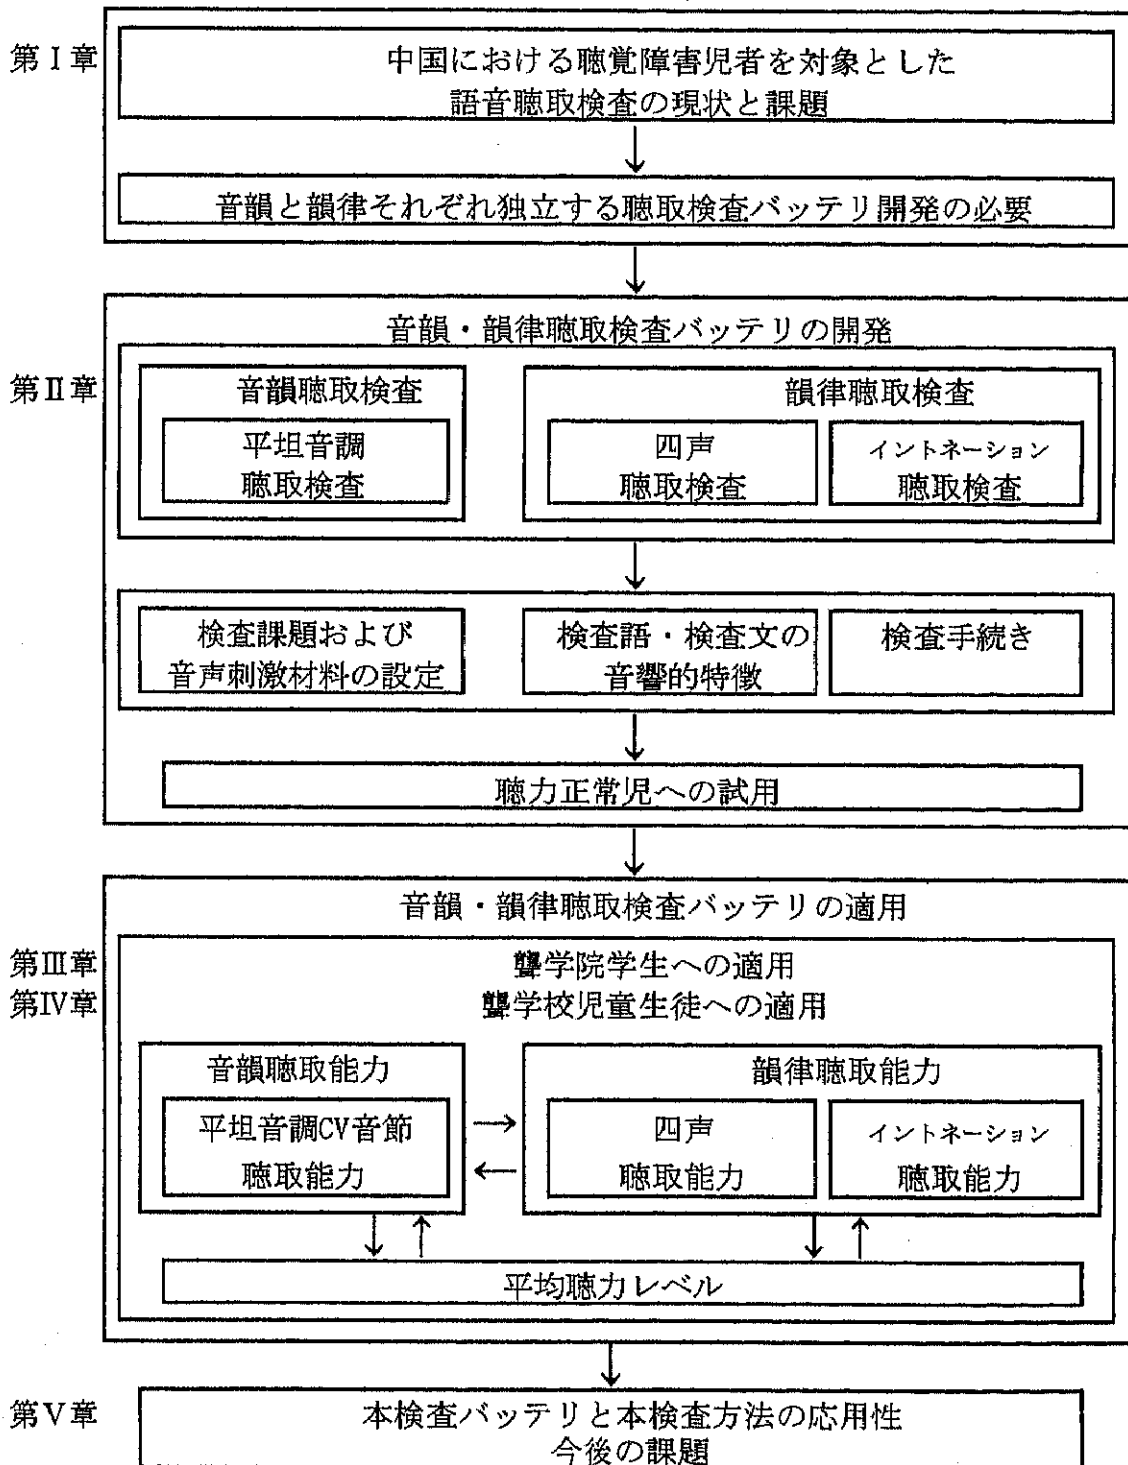 第Ⅰ章
中国における聴覚障害児者を対象とした
語音聴取検査の現状と課題
音韻と韻律それぞれ独立する聴取検査バッテリ開発の必要
音韻・韻律聴取検査バッテリの開発
第Ⅱ章
音韻聴取検査
平坦音調
聴取検査
韻律聴取検査
四声
聴取検査
イントネーション
聴取検査
検査課題および
音声刺激材料の設定
検査語・検査文の
音響的特徴
検査手続き
聴力正常児への試用
音韻・韻律聴取検査バッテリの適用
第Ⅲ章
第Ⅳ章
聾学院学生への適用
聾学校児童生徒への適用
音韻聴取能力
平坦音調CV音節
聴取能力
韻律聴取能力
四声
聴取能力
イントネーション
聴取能力
平均聴力レベル
第Ⅴ章
本検査バッテリと本検査方法の応用性
今後の課題